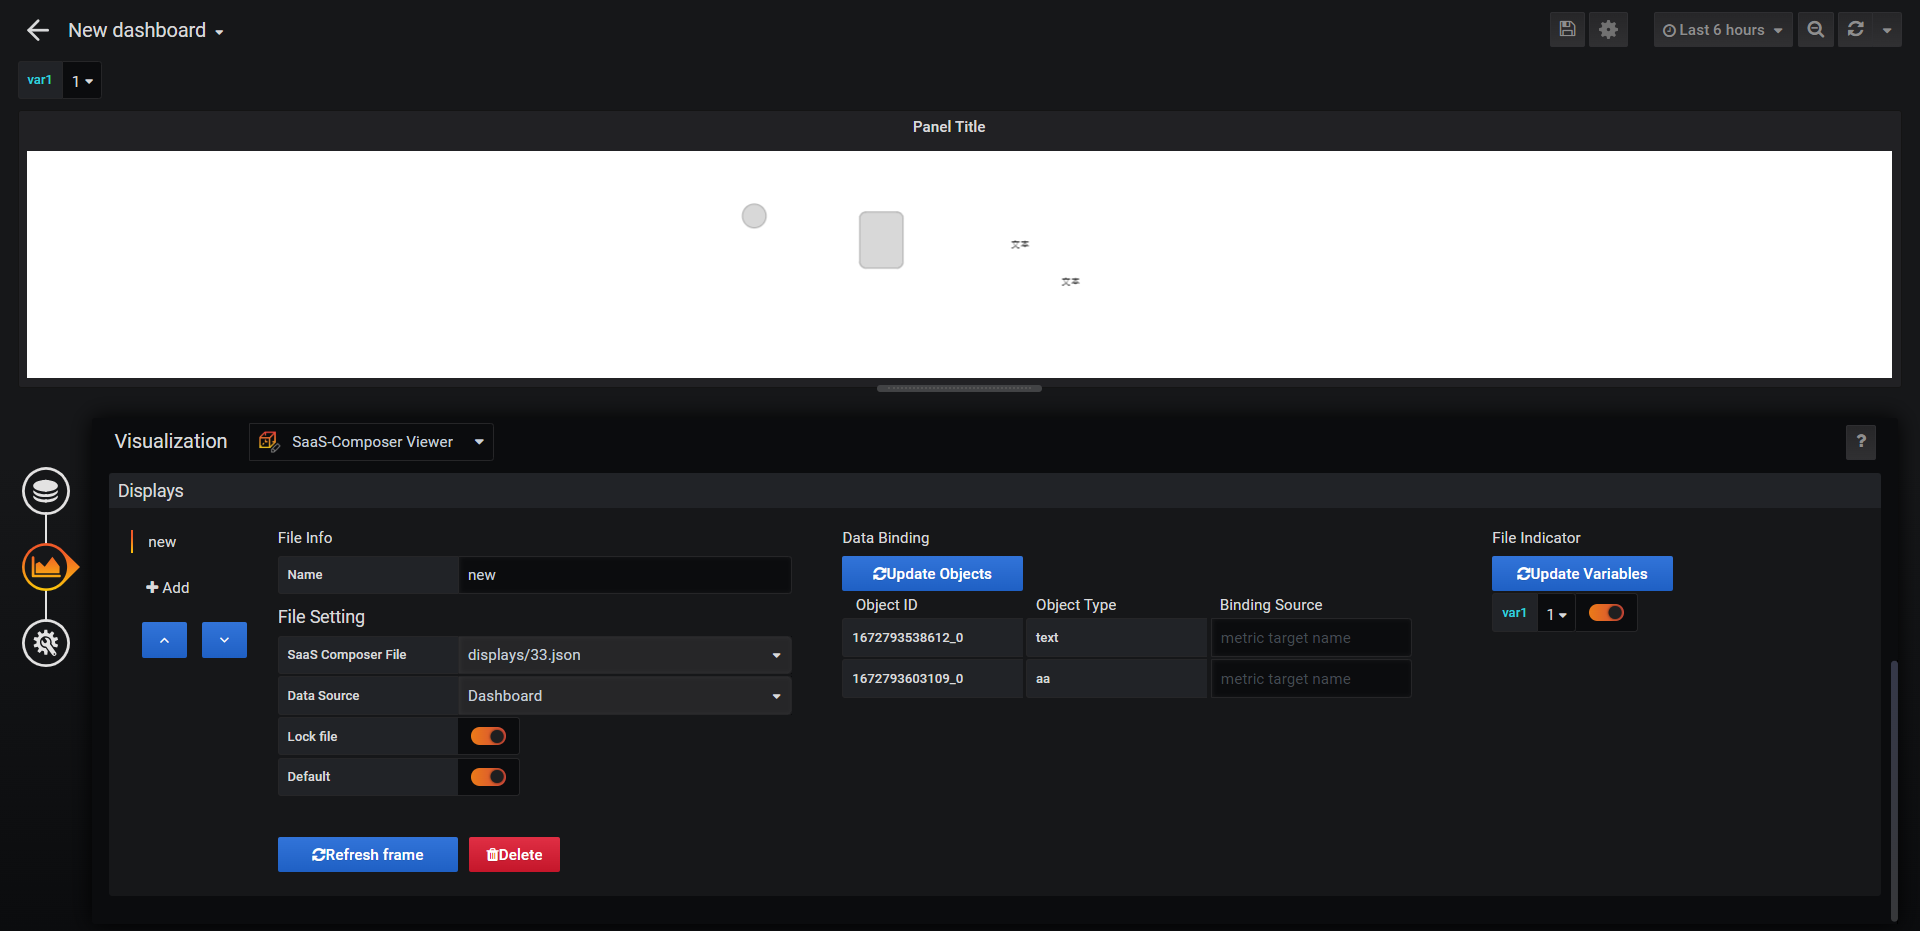 New dashboard
Last 6 hours
var1 1
Panel Title
文本
文本
Visualization SaaS-Composer Viewer ?
Displays
new
Add
File Info
Name new
File Setting
SaaS Composer File displays/33.json
Data Source Dashboard
Lock file
Default
Refresh frame Delete
Data Binding
Update Objects
Object ID Object Type Binding Source
1672793538612_0 text metric target name
1672793603109_0 aa metric target name
File Indicator
Update Variables
var1 1